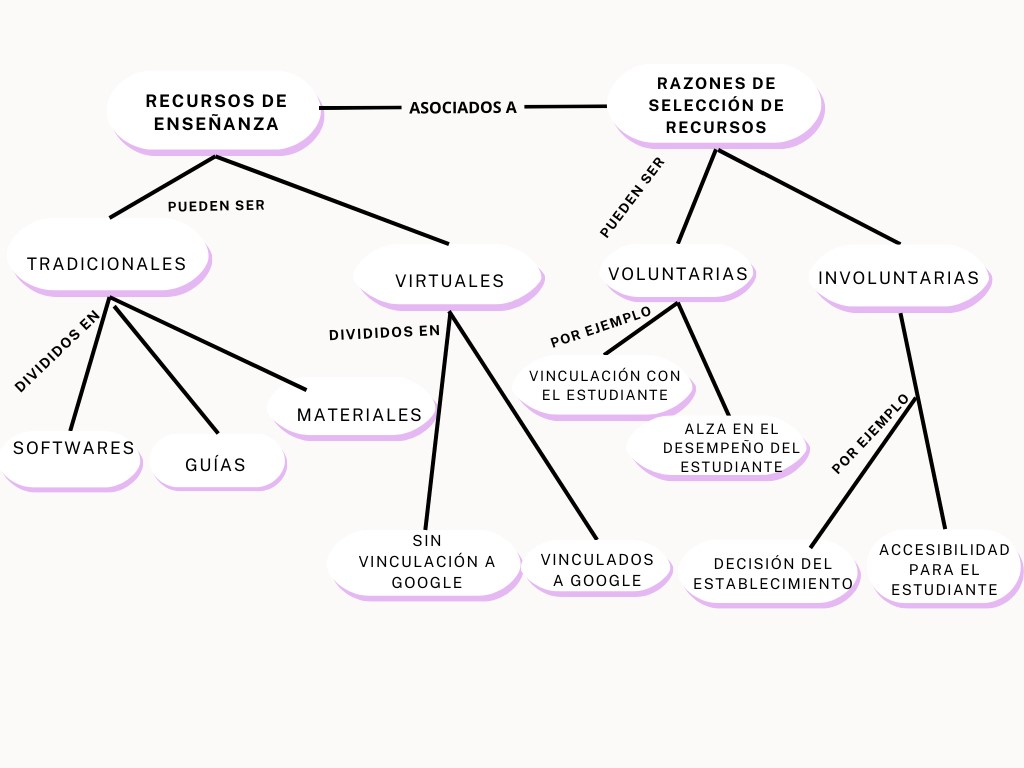 RECURSOS DE
ENSEÑANZA
ASOCIADOS A
RAZONES DE
SELECCIÓN DE
RECURSOS
PUEDEN SER
PUEDEN SER
TRADICIONALES
VIRTUALES
VOLUNTARIAS
INVOLUNTARIAS
DIVIDIDOS EN
DIVIDIDOS EN
POR EJEMPLO
VINCULACIÓN CON
EL ESTUDIANTE
MATERIALES
SOFTWARES
GUÍAS
ALZA EN EL
DESEMPEÑO DEL
ESTUDIANTE
POR EJEMPLO
SIN
VINCULACIÓN A
GOOGLE
VINCULADOS
A GOOGLE
DECISIÓN DEL
ESTABLECIMIENTO
ACCESIBILIDAD
PARA EL
ESTUDIANTE